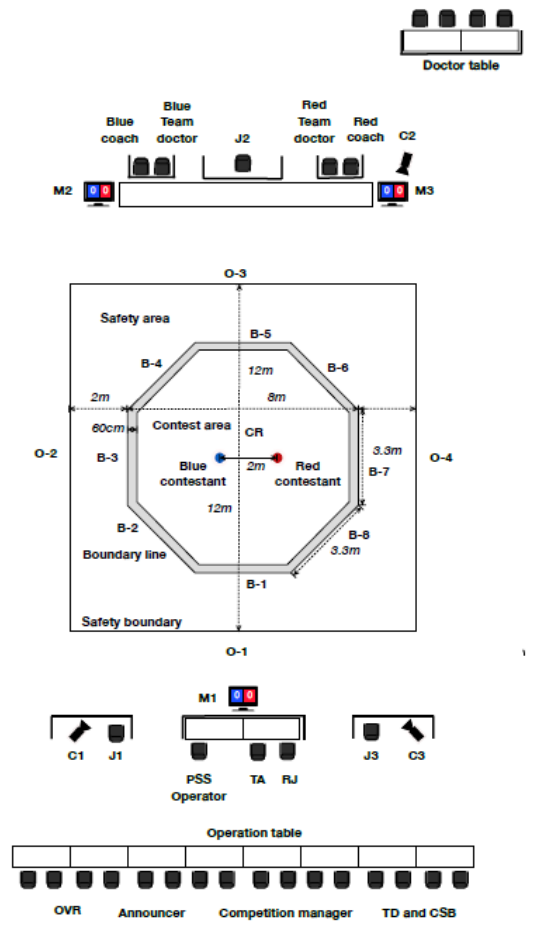 Doctor table
Blue coach
Blue Team doctor
J2
Red Team doctor
Red coach
C2
M2
0 0
0 0
M3
O-3
Safety area
B-5
B-4
12m
B-6
2m
8m
60cm
Contest area
CR
3.3m
O-2
B-3
Blue contestant
2m
Red contestant
B-7
O-4
12m
B-2
B-8
3.3m
Boundary line
B-1
Safety boundary
O-1
M1
0 0
C1
J1
PSS Operator
TA
RJ
J3
C3
Operation table
OVR
Announcer
Competition manager
TD and CSB